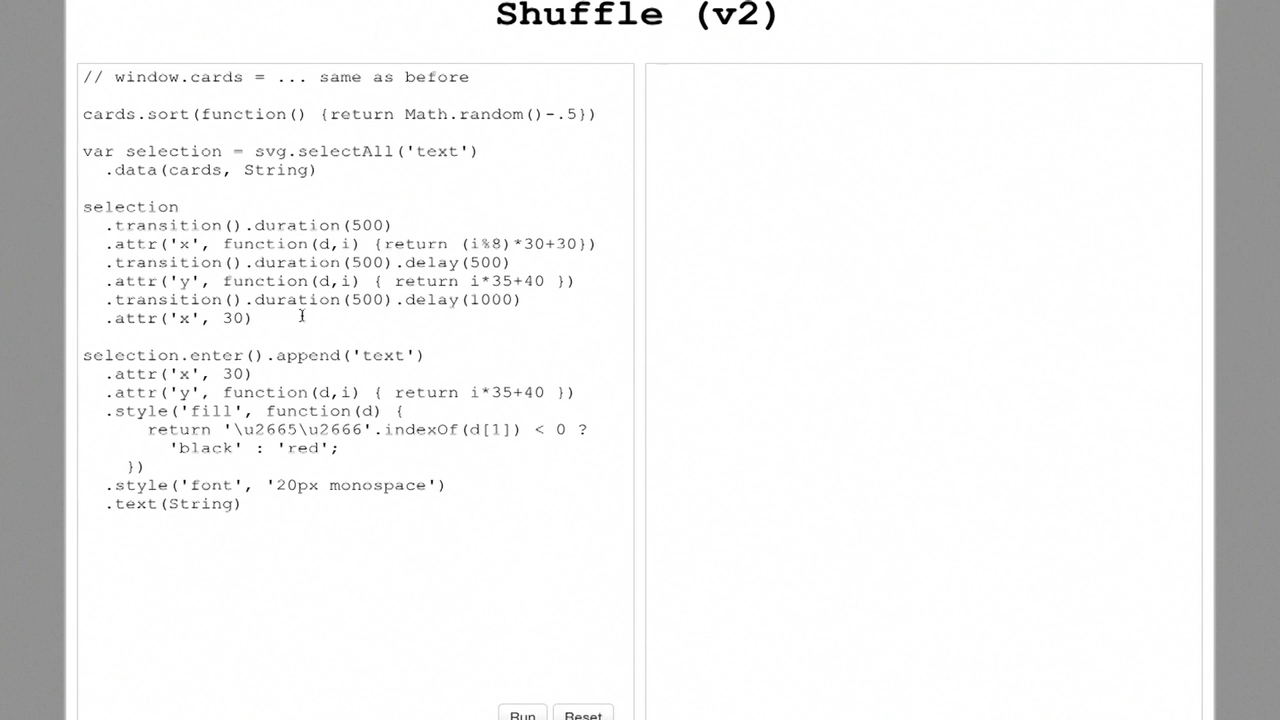 Shuffle (v2)
// window.cards = ... same as before
cards.sort(function() {return Math.random()-.5})
var selection = svg.selectAll('text')
.data(cards, String)
selection
.transition().duration(500)
.attr('x', function(d,i) {return (i%8)*30+30})
.transition().duration(500).delay(500)
.attr('y', function(d,i) { return i*35+40 })
.transition().duration(500).delay(1000)
.attr('x', 30)
selection.enter().append('text')
.attr('x', 30)
.attr('y', function(d,i) { return i*35+40 })
.style('fill', function(d) {
return '\u2665\u2666'.indexOf(d[1]) < 0 ?
'black' : 'red';
})
.style('font', '20px monospace')
.text(String)
Run Reset